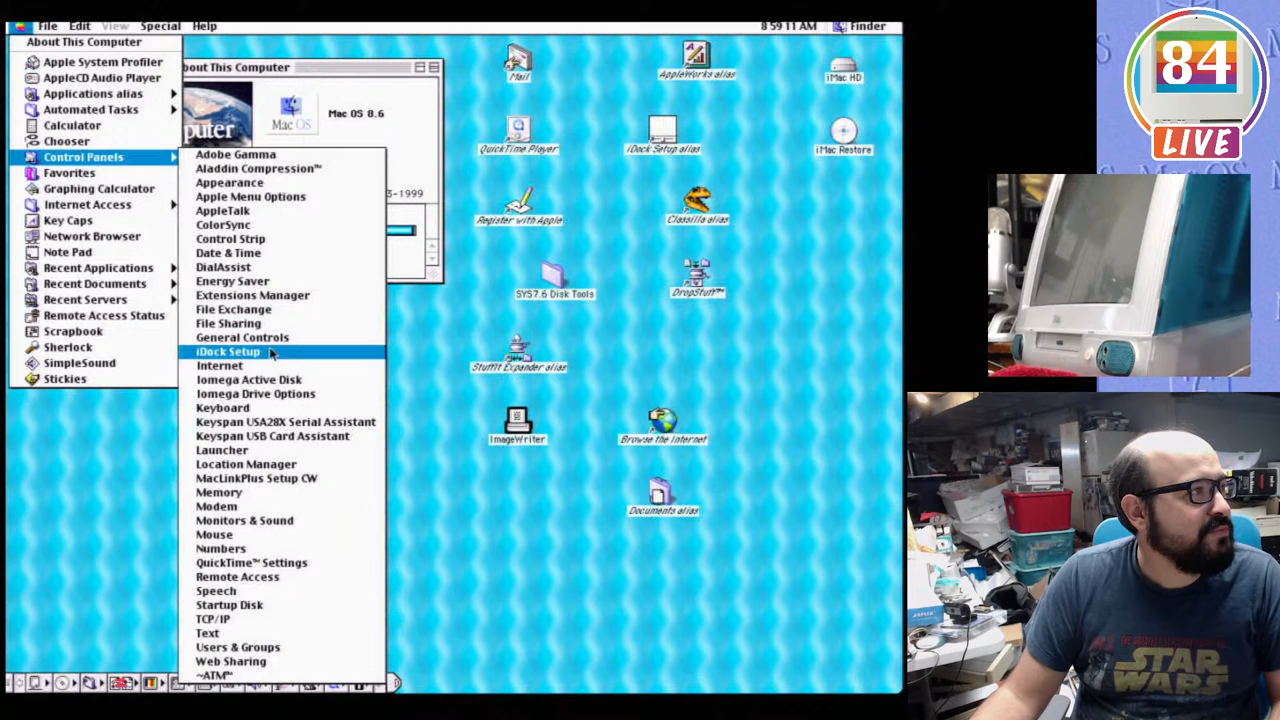 File Edit View Special Help
8:59:11 AM Finder
About This Computer
Apple System Profiler
AppleCD Audio Player
Applications alias
Automated Tasks
Calculator
Chooser
Control Panels
Favorites
Graphing Calculator
Internet Access
Key Caps
Network Browser
Note Pad
Recent Applications
Recent Documents
Recent Servers
Remote Access Status
Scrapbook
Sherlock
SimpleSound
Stickies
bout This Computer
puter
Mac OS
Mac OS 8.6
3-1999
Adobe Gamma
Aladdin Compression™
Appearance
Apple Menu Options
AppleTalk
ColorSync
Control Strip
Date & Time
DialAssist
Energy Saver
Extensions Manager
File Exchange
File Sharing
General Controls
iDock Setup
Internet
Iomega Active Disk
Iomega Drive Options
Keyboard
Keyspan USA28X Serial Assistant
Keyspan USB Card Assistant
Launcher
Location Manager
MacLinkPlus Setup CW
Memory
Modem
Monitors & Sound
Mouse
Numbers
QuickTime™ Settings
Remote Access
Speech
Startup Disk
TCP/IP
Text
Users & Groups
Web Sharing
~ATM™
Mail
AppleWorks alias
iMac HD
QuickTime Player
iDock Setup alias
iMac Restore
Register with Apple
Classilla alias
SYS7.6 Disk Tools
DropStuff™
StuffIt Expander alias
ImageWriter
Browse the Internet
Documents alias
84
LIVE
STAR
WARS